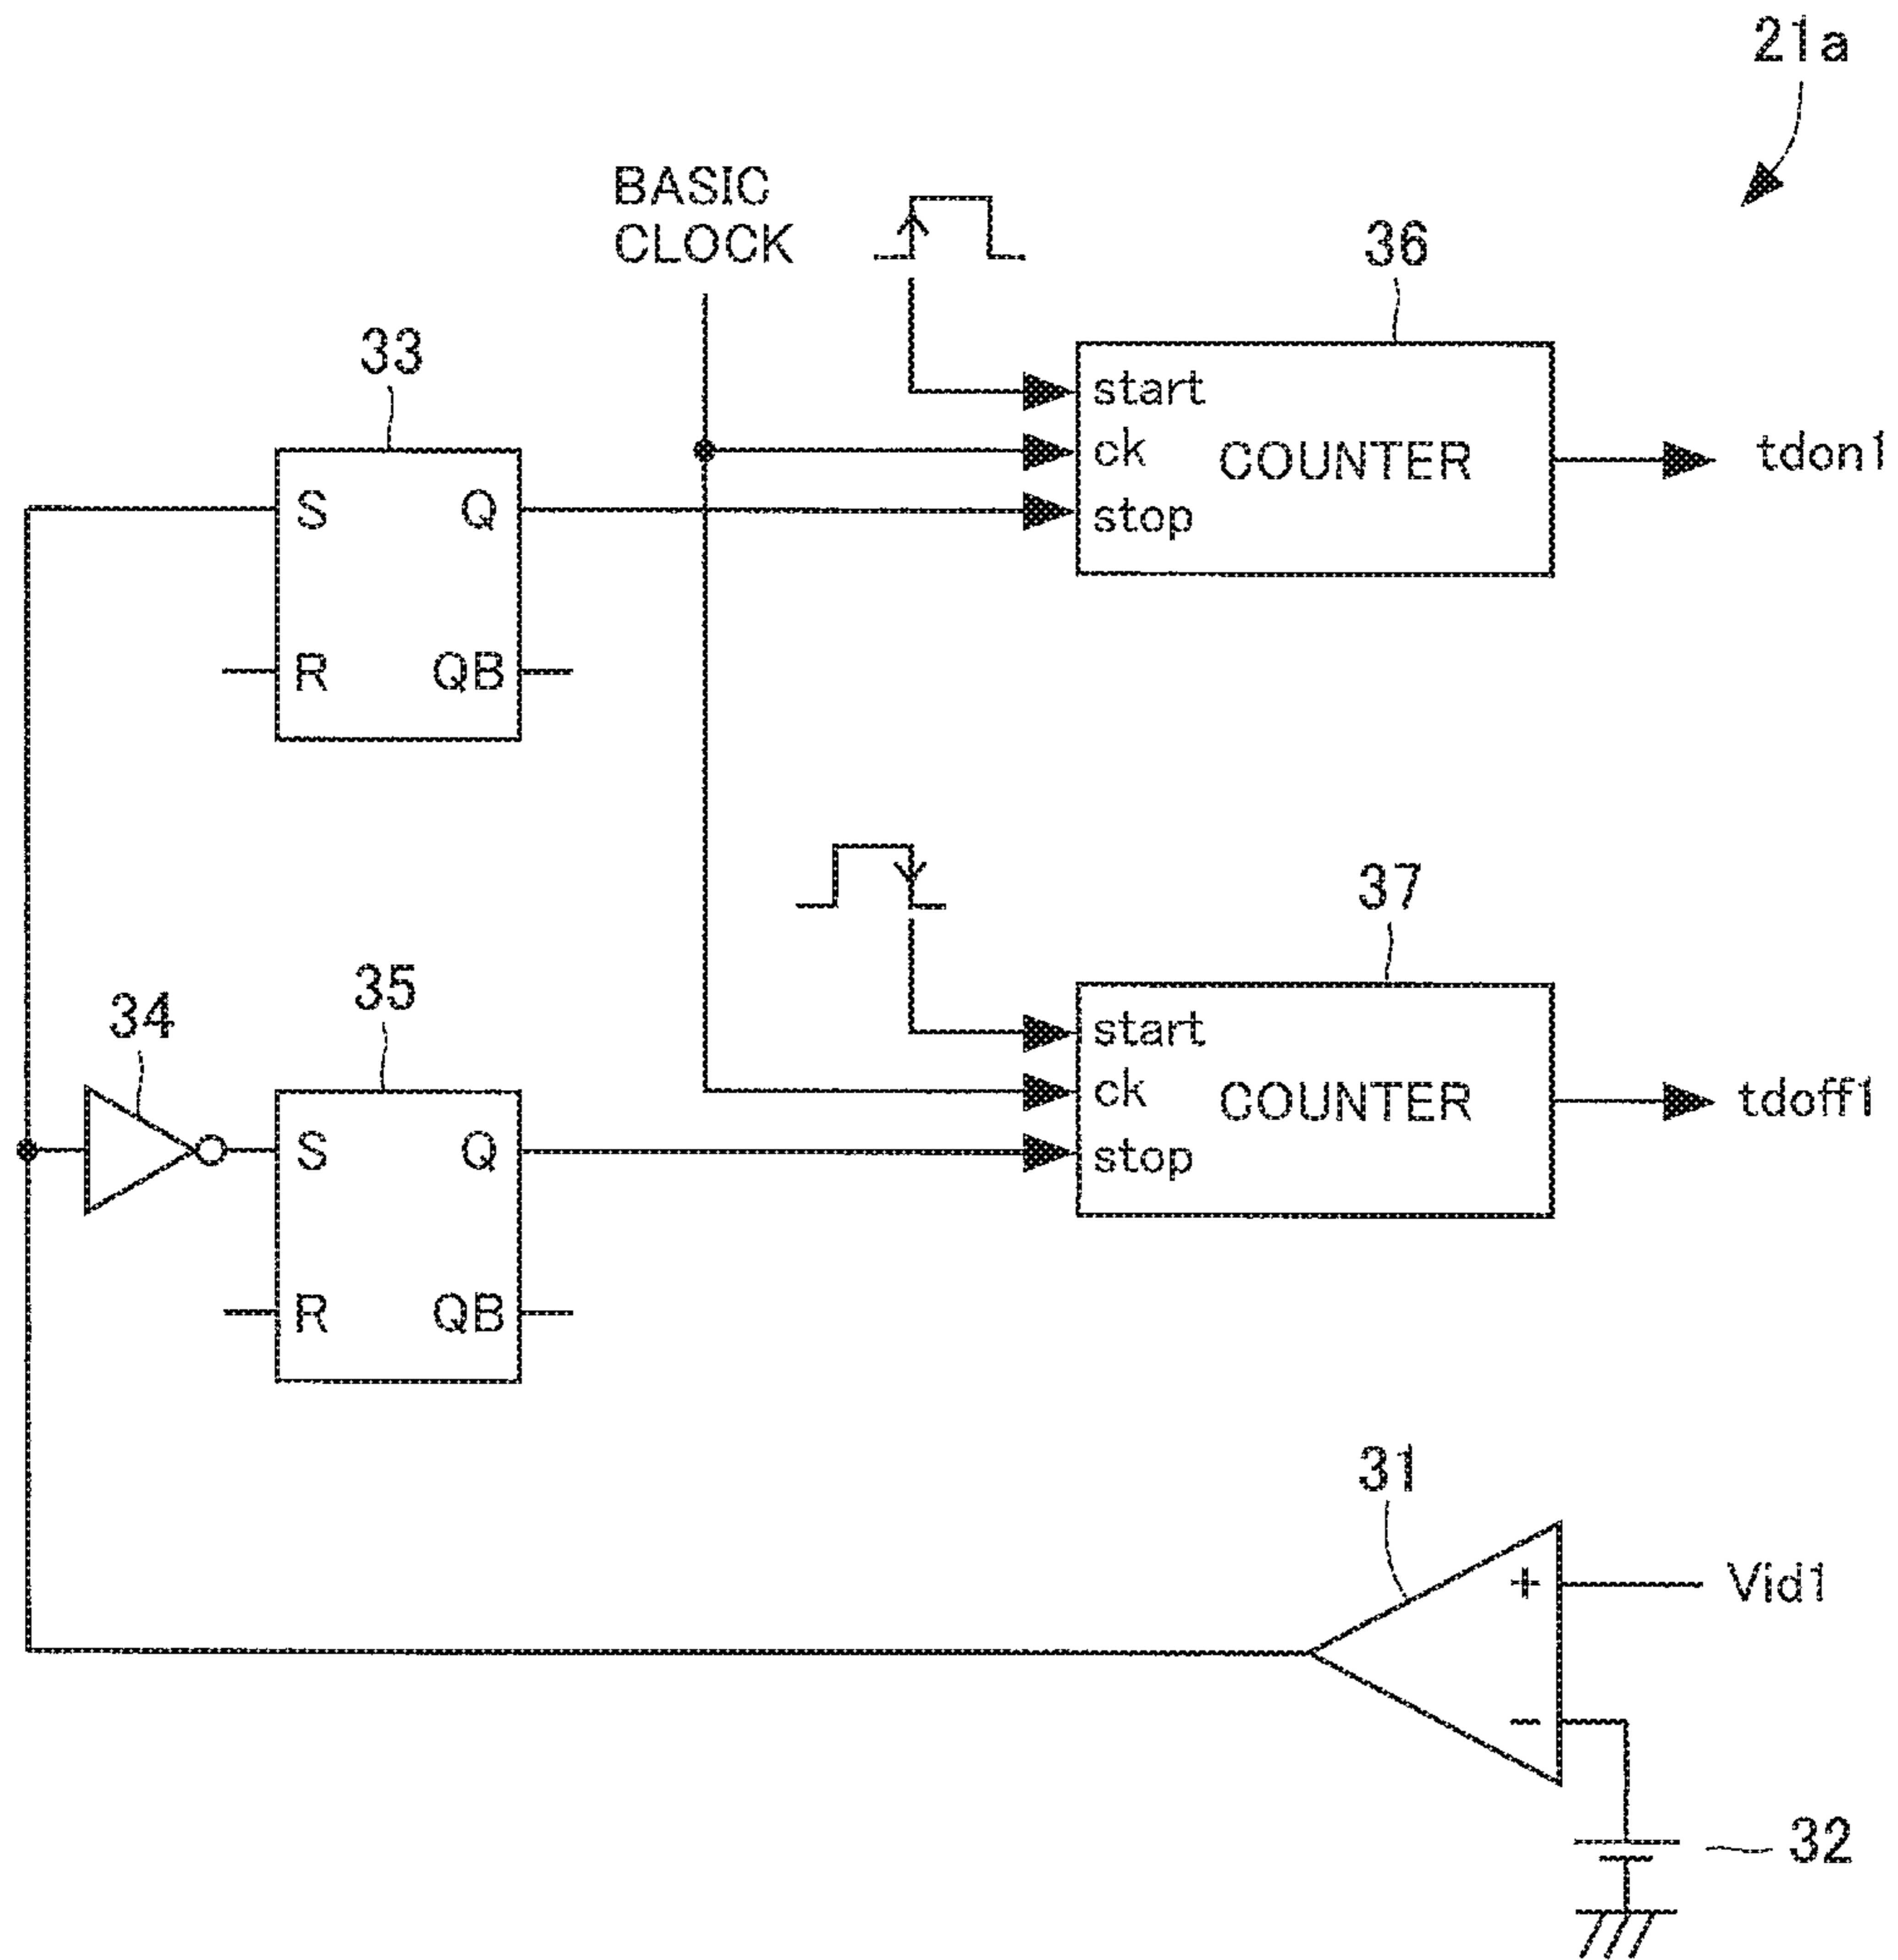 21a
BASIC
CLOCK
36
33
start
ck
COUNTER
stop
tdon1
S
Q
R
QB
37
34
35
start
ck
COUNTER
stop
tdoff1
S
Q
R
QB
31
+
Vid1
−
32